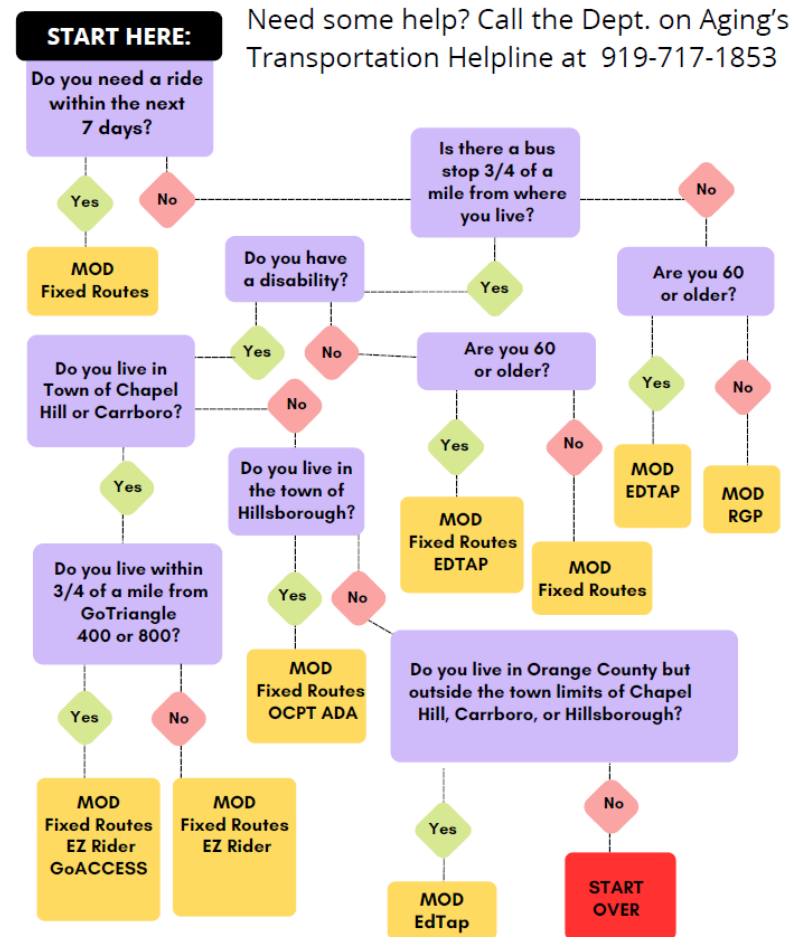 START HERE:
Need some help? Call the Dept. on Aging’s
Transportation Helpline at 919-717-1853
Do you need a ride
within the next
7 days?
Yes
No
MOD
Fixed Routes
Is there a bus
stop 3/4 of a
mile from where
you live?
No
Yes
Are you 60
or older?
Yes
No
MOD
EDTAP
MOD
RGP
Do you have
a disability?
Yes
No
Are you 60
or older?
Yes
No
MOD
Fixed Routes
EDTAP
MOD
Fixed Routes
Do you live in
Town of Chapel
Hill or Carrboro?
No
Yes
Do you live in
the town of
Hillsborough?
Yes
No
MOD
Fixed Routes
OCPT ADA
Do you live within
3/4 of a mile from
GoTriangle
400 or 800?
Yes
No
MOD
Fixed Routes
EZ Rider
GoACCESS
MOD
Fixed Routes
EZ Rider
Do you live in Orange County but
outside the town limits of Chapel
Hill, Carrboro, or Hillsborough?
Yes
No
MOD
EdTap
START
OVER